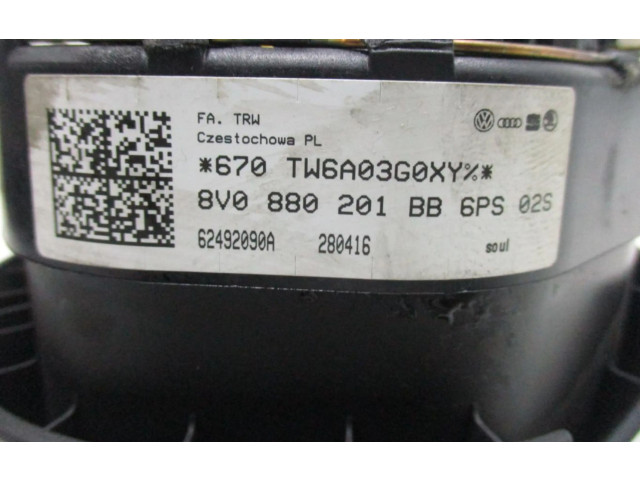 FA. TRW
Czestochowa PL
*670 TW6A03G0XY%*
8V0 880 201 BB 6PS 02S
62492090A 280416 soul